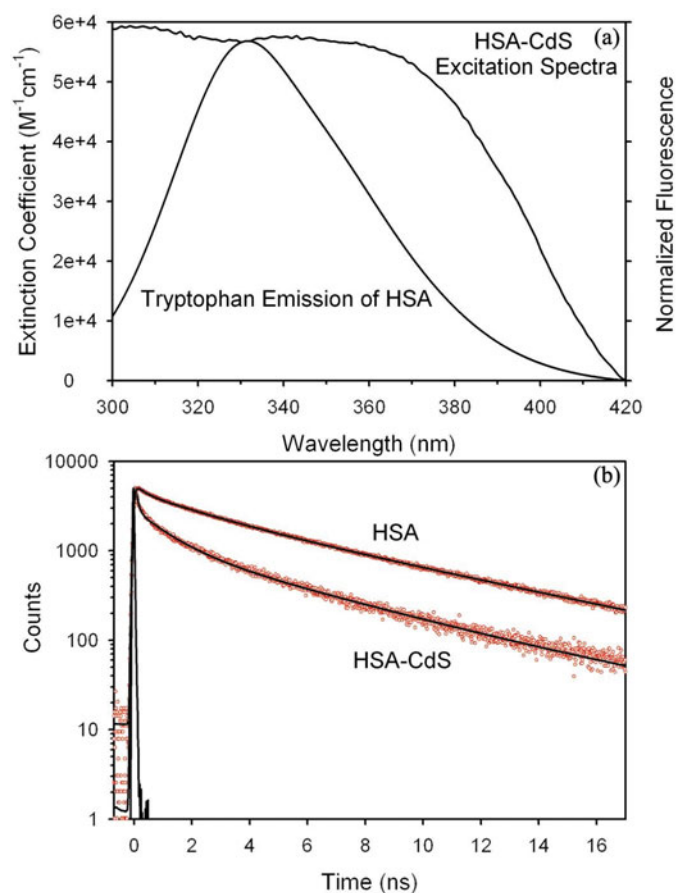 6e+4
5e+4
4e+4
3e+4
2e+4
1e+4
0
Extinction Coefficient (M⁻¹cm⁻¹)
(a)
HSA-CdS
Excitation Spectra
Tryptophan Emission of HSA
Normalized Fluorescence
300 320 340 360 380 400 420
Wavelength (nm)
10000
1000
100
10
1
Counts
(b)
HSA
HSA-CdS
0 2 4 6 8 10 12 14 16
Time (ns)